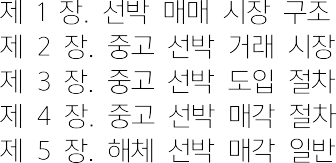 제 1 장. 선박 매매 시장 구조
제 2 장. 중고 선박 거래 시장
제 3 장. 중고 선박 도입 절차
제 4 장. 중고 선박 매각 절차
제 5 장. 해체 선박 매각 일반